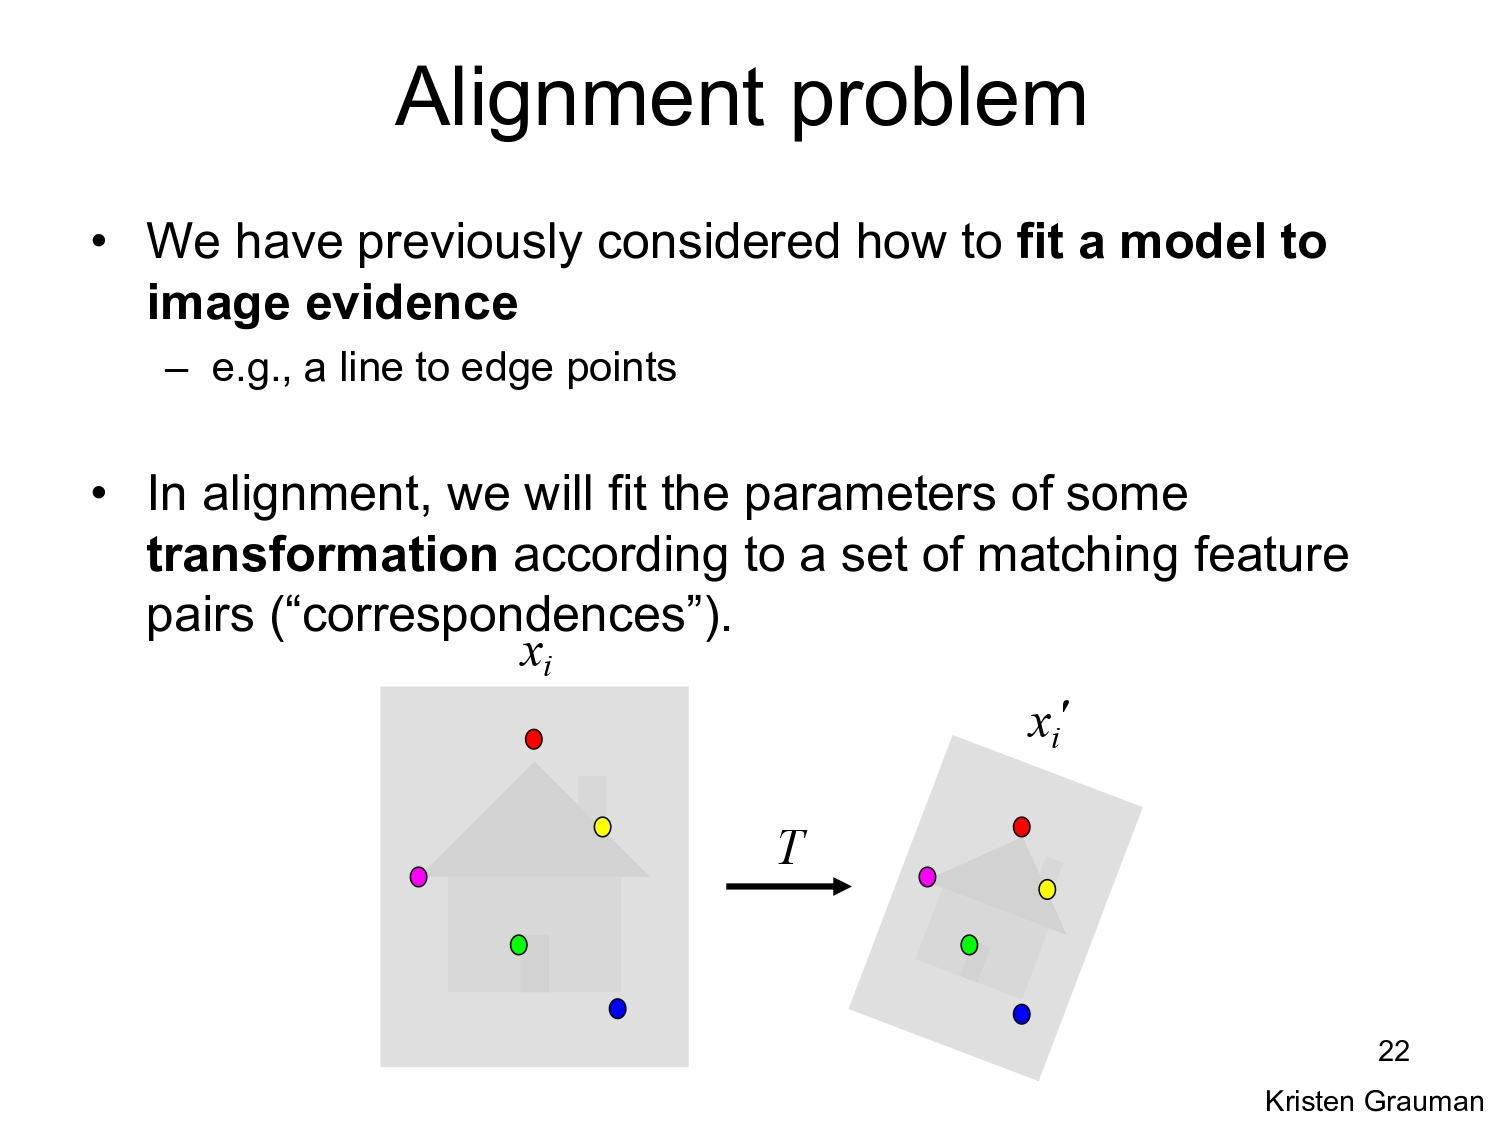 Alignment problem
• We have previously considered how to fit a model to
image evidence
– e.g., a line to edge points
• In alignment, we will fit the parameters of some
transformation according to a set of matching feature
pairs (“correspondences”).
xᵢ
xᵢ′
T
22
Kristen Grauman